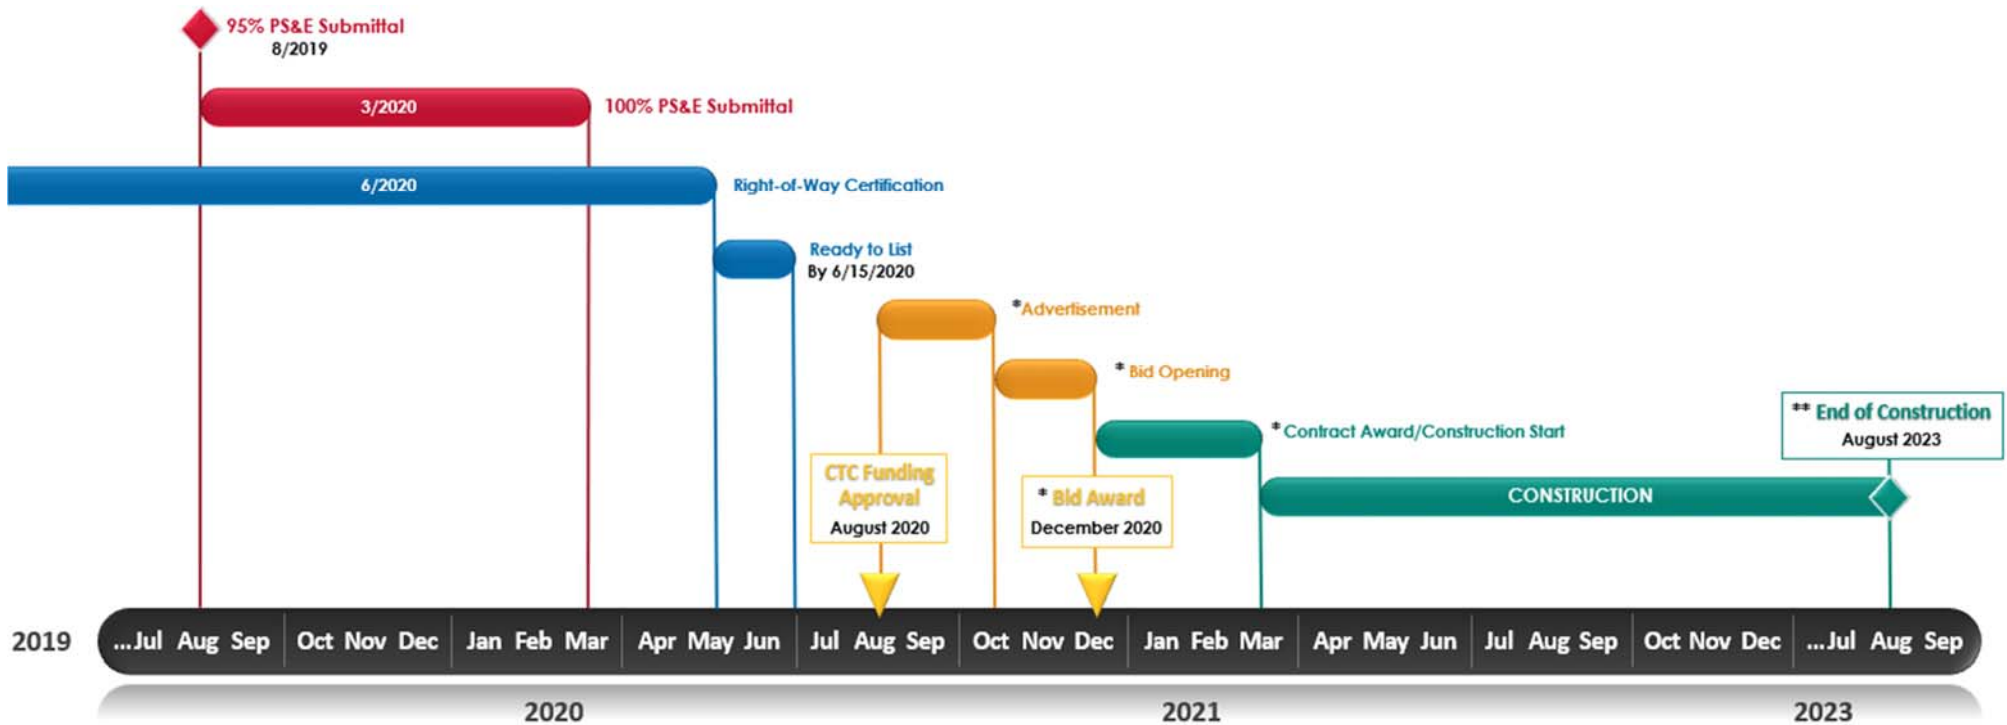 95% PS&E Submittal
8/2019
3/2020
100% PS&E Submittal
6/2020
Right-of-Way Certification
Ready to List
By 6/15/2020
*Advertisement
* Bid Opening
* Contract Award/Construction Start
** End of Construction
August 2023
CTC Funding
Approval
August 2020
* Bid Award
December 2020
CONSTRUCTION
2019 ...Jul Aug Sep Oct Nov Dec Jan Feb Mar Apr May Jun Jul Aug Sep Oct Nov Dec Jan Feb Mar Apr May Jun Jul Aug Sep Oct Nov Dec ...Jul Aug Sep
2020 2021 2023